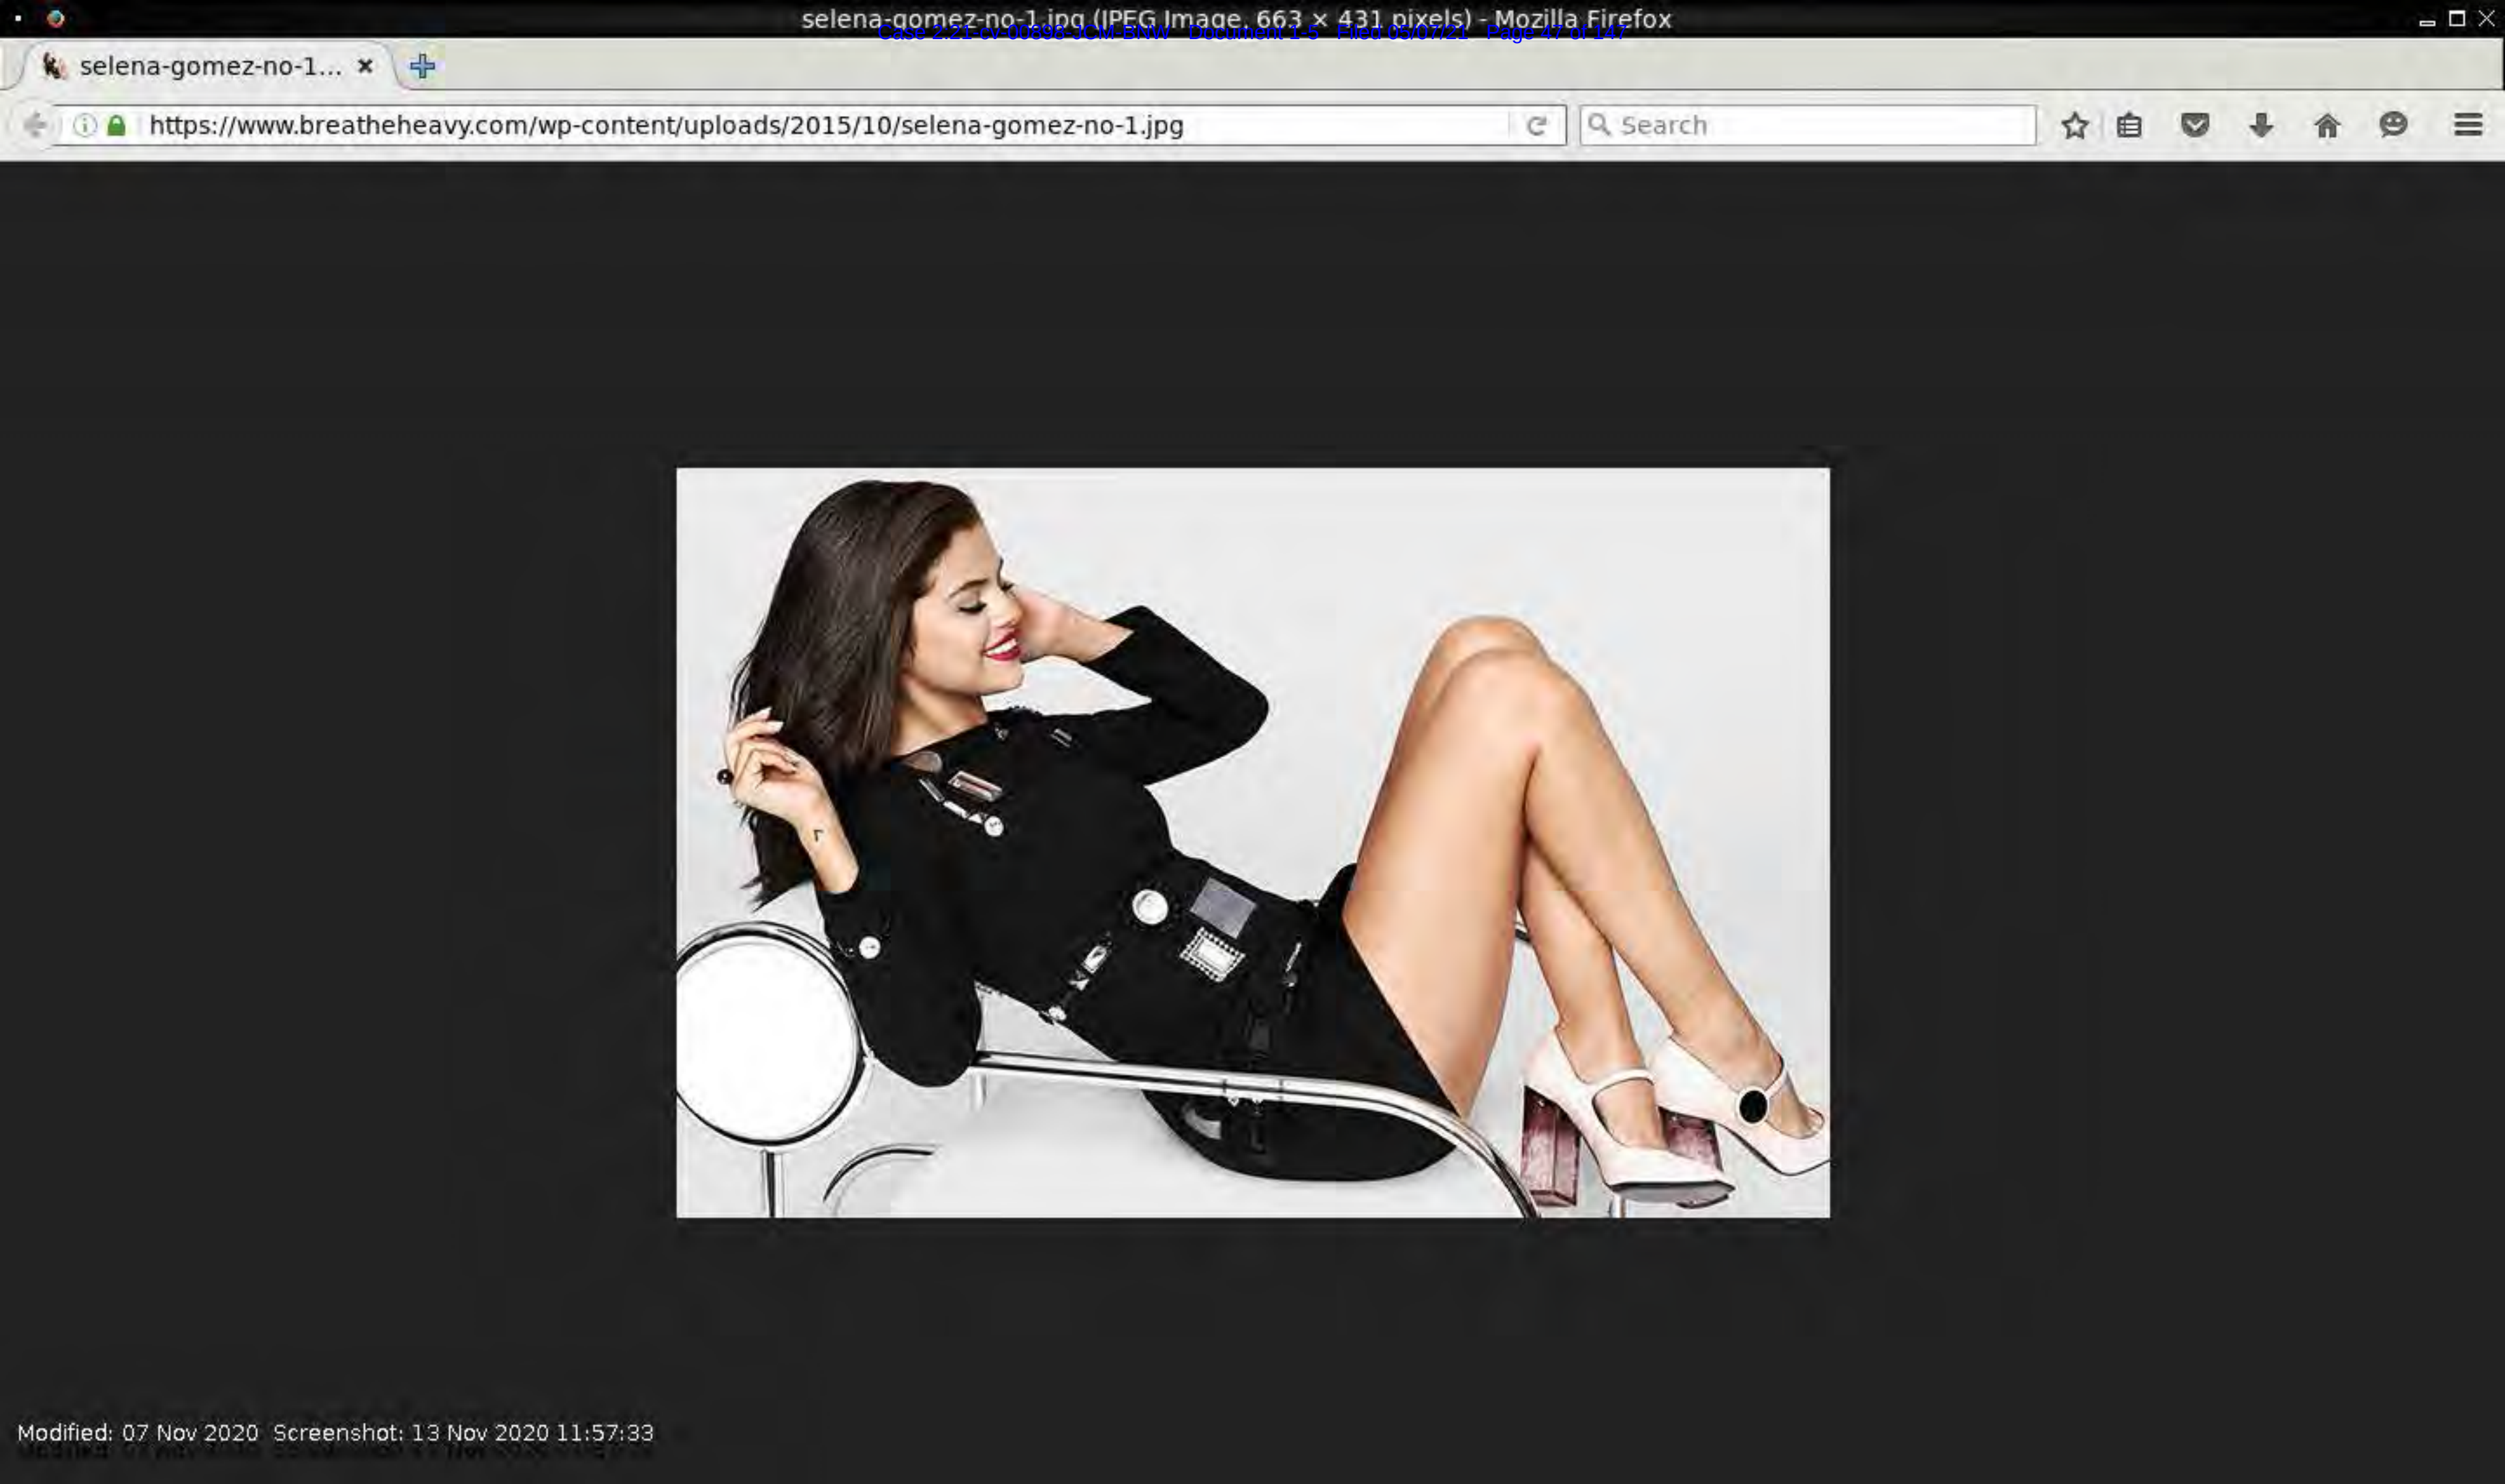 selena-gomez-no-1.jpg (JPEG Image, 663 × 431 pixels) - Mozilla Firefox
Case 2:21-cv-00898-JCM-BNW Document 1-5 Filed 05/07/21 Page 47 of 147
selena-gomez-no-1...
https://www.breatheheavy.com/wp-content/uploads/2015/10/selena-gomez-no-1.jpg
Search
Modified: 07 Nov 2020 Screenshot: 13 Nov 2020 11:57:33